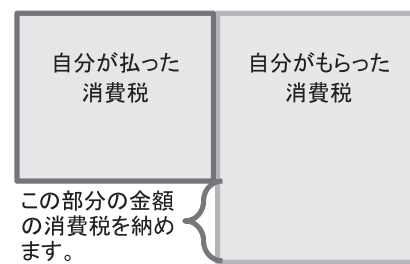 自分が払った
消費税
自分がもらった
消費税
この部分の金額
の消費税を納め
ます。